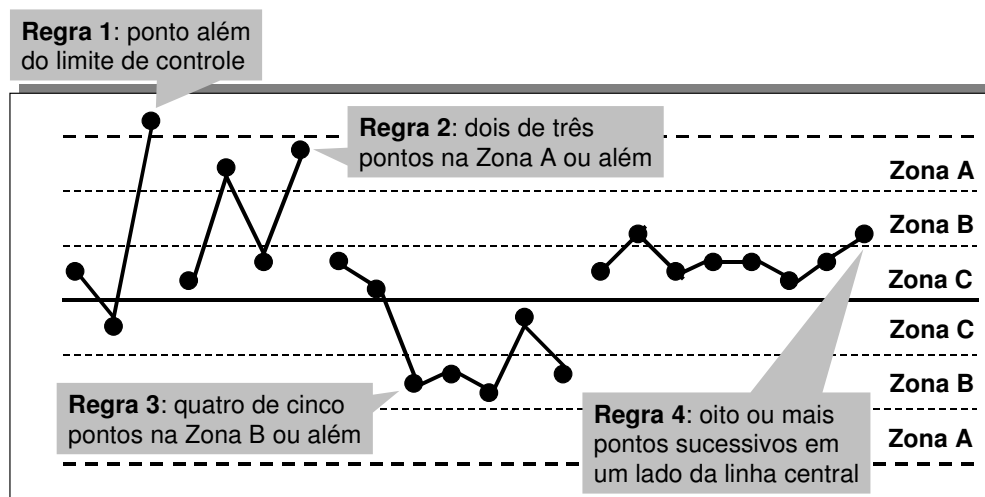 Regra 1: ponto além
do limite de controle
Regra 2: dois de três
pontos na Zona A ou além
Zona A
Zona B
Zona C
Zona C
Zona B
Zona A
Regra 3: quatro de cinco
pontos na Zona B ou além
Regra 4: oito ou mais
pontos sucessivos em
um lado da linha central